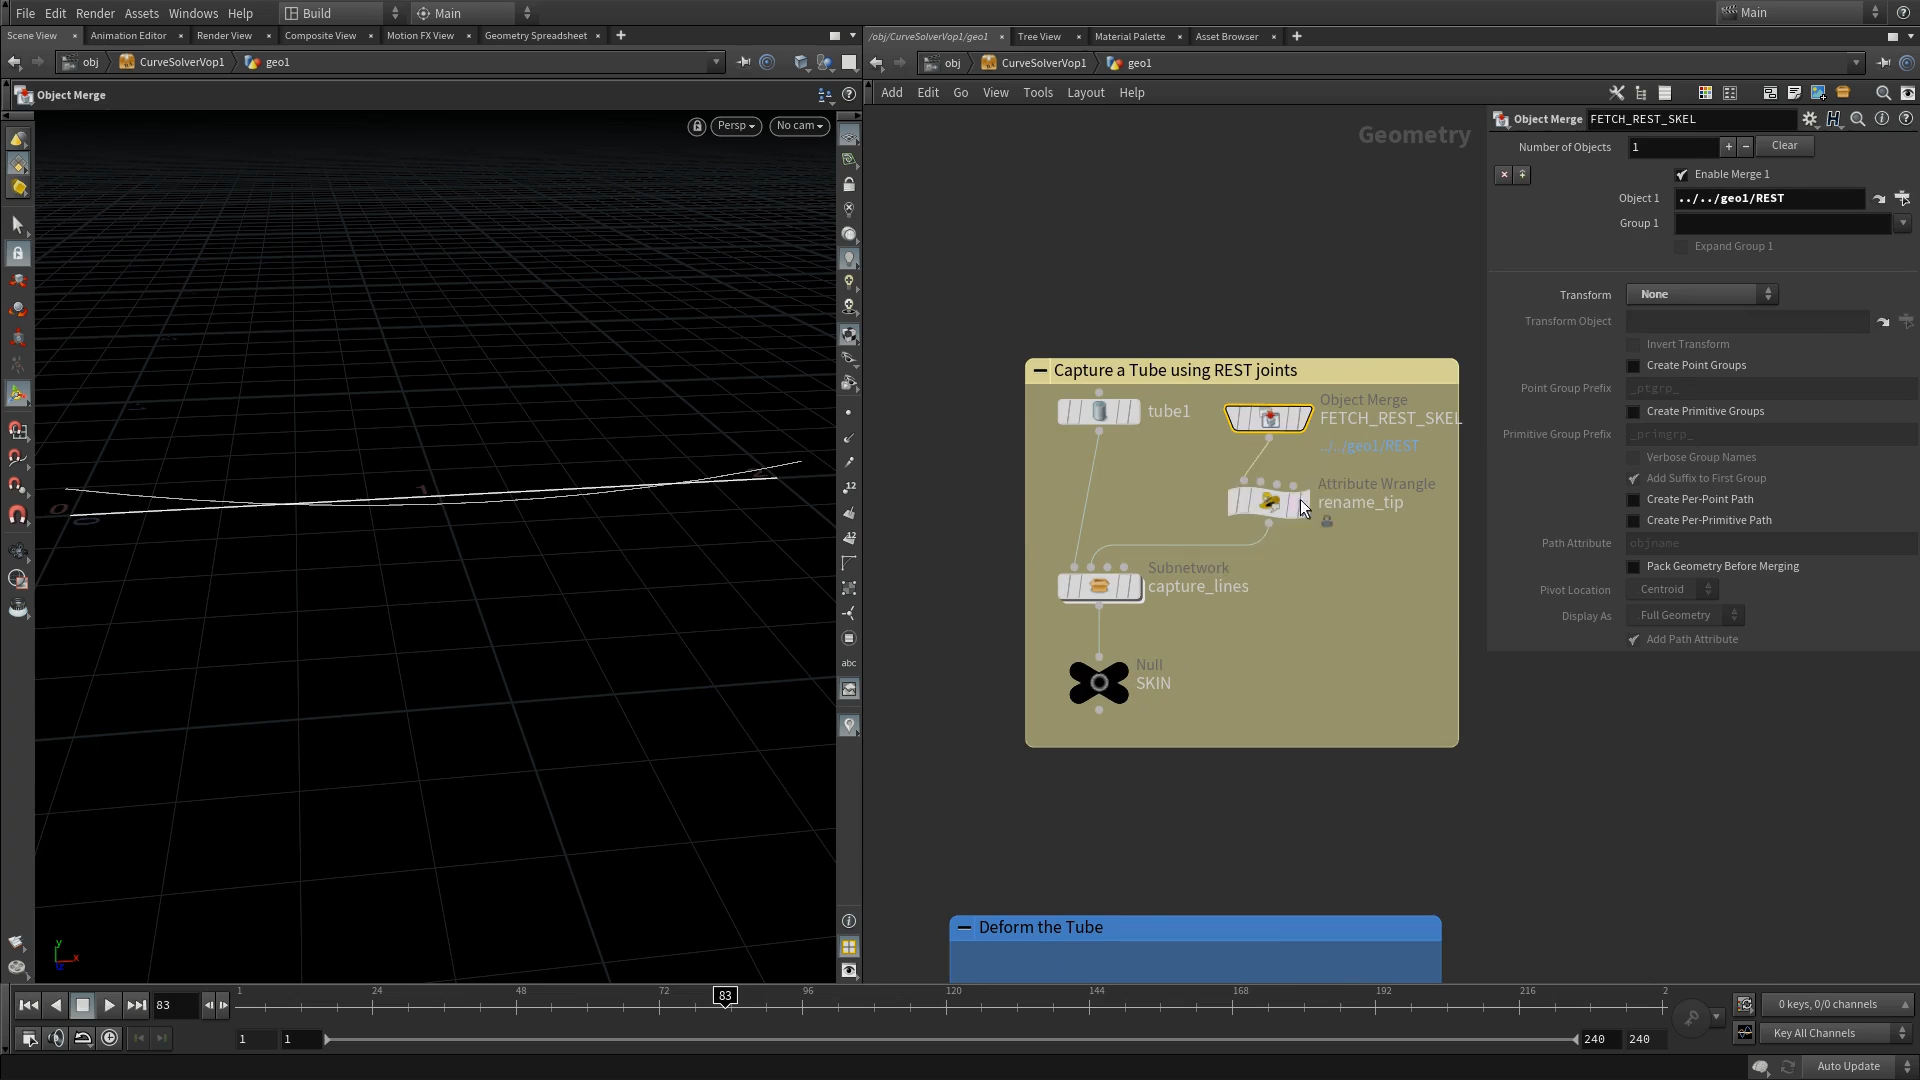 File Edit Render Assets Windows Help Build Main Main
Scene View Animation Editor Render View Composite View Motion FX View Geometry Spreadsheet
/obj/CurveSolverVop1/geo1 Tree View Material Palette Asset Browser
obj CurveSolverVop1 geo1
obj CurveSolverVop1 geo1
Object Merge
Add Edit Go View Tools Layout Help
Persp No cam
Geometry
Object Merge FETCH_REST_SKEL
Number of Objects 1 Clear
Enable Merge 1
Object 1 ../../geo1/REST
Group 1
Expand Group 1
Transform None
Transform Object
Invert Transform
Create Point Groups
Point Group Prefix _ptgrp_
Create Primitive Groups
Primitive Group Prefix _primgrp_
Verbose Group Names
Add Suffix to First Group
Create Per-Point Path
Create Per-Primitive Path
Path Attribute objname
Pack Geometry Before Merging
Pivot Location Centroid
Display As Full Geometry
Add Path Attribute
Capture a Tube using REST joints
tube1
Object Merge
FETCH_REST_SKEL
../../geo1/REST
Attribute Wrangle
rename_tip
Subnetwork
capture_lines
Null
SKIN
Deform the Tube
12
12
abc
0
0
1
y
x
z
83
1 24 48 72 83 96 120 144 168 192 216 2
0 keys, 0/0 channels
1 1 240 240
Key All Channels
Auto Update